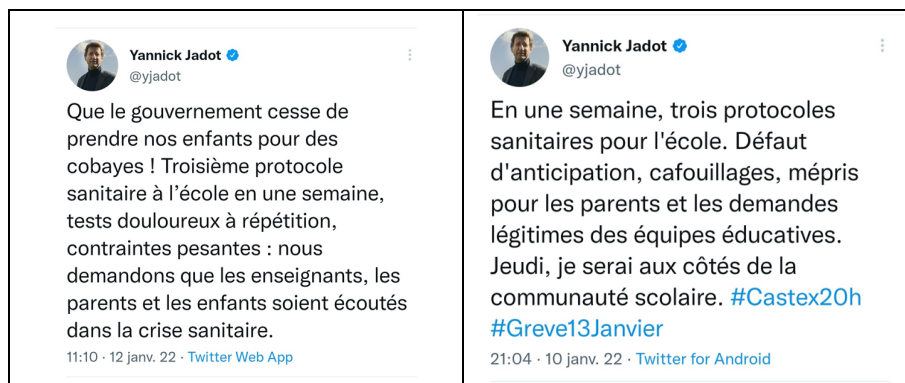 Yannick Jadot
@yjadot
Que le gouvernement cesse de
prendre nos enfants pour des
cobayes ! Troisième protocole
sanitaire à l’école en une semaine,
tests douloureux à répétition,
contraintes pesantes : nous
demandons que les enseignants, les
parents et les enfants soient écoutés
dans la crise sanitaire.
11:10 · 12 janv. 22 · Twitter Web App
Yannick Jadot
@yjadot
En une semaine, trois protocoles
sanitaires pour l'école. Défaut
d'anticipation, cafouillages, mépris
pour les parents et les demandes
légitimes des équipes éducatives.
Jeudi, je serai aux côtés de la
communauté scolaire. #Castex20h
#Greve13Janvier
21:04 · 10 janv. 22 · Twitter for Android